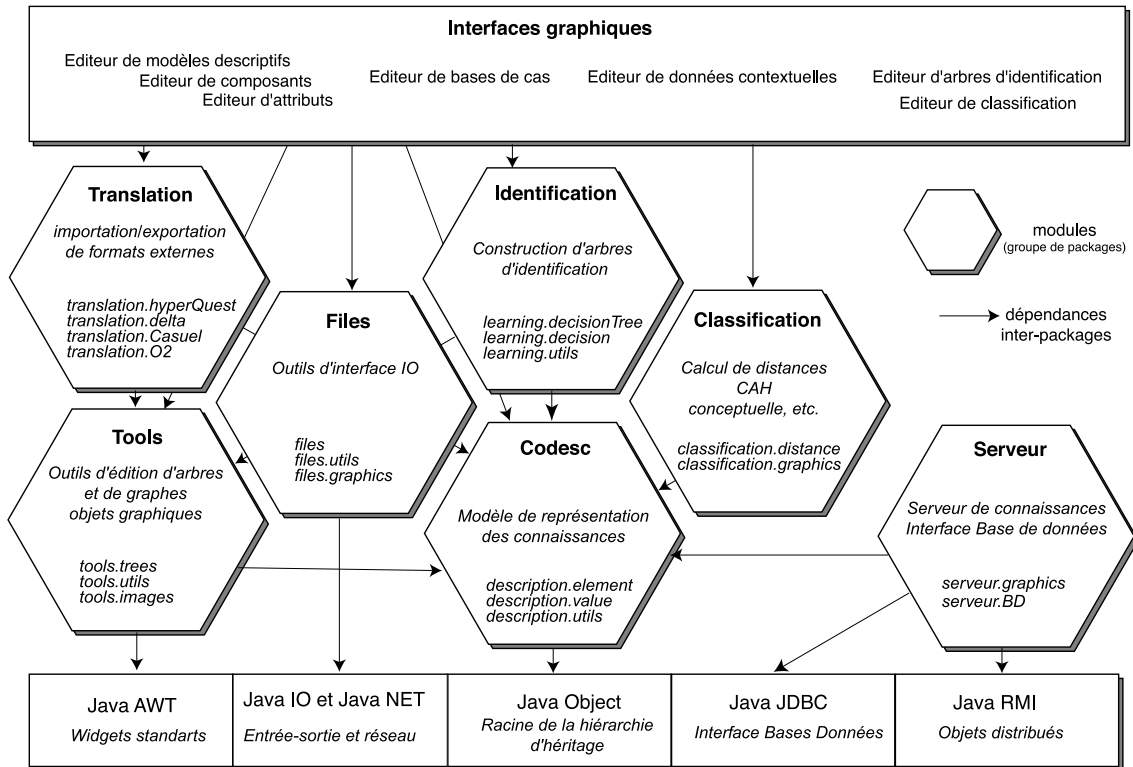 Interfaces graphiques
Editeur de modèles descriptifs
Editeur de composants
Editeur d'attributs
Editeur de bases de cas
Editeur de données contextuelles
Editeur d'arbres d'identification
Editeur de classification
Translation
importation/exportation
de formats externes
translation.hyperQuest
translation.delta
translation.Casuel
translation.O2
Identification
Construction d'arbres
d'identification
learning.decisionTree
learning.decision
learning.utils
modules
(groupe de packages)
dépendances
inter-packages
Files
Outils d'interface IO
files
files.utils
files.graphics
Classification
Calcul de distances
CAH
conceptuelle, etc.
classification.distance
classification.graphics
Tools
Outils d'édition d'arbres
et de graphes
objets graphiques
tools.trees
tools.utils
tools.images
Codesc
Modèle de représentation
des connaissances
description.element
description.value
description.utils
Serveur
Serveur de connaissances
Interface Base de données
serveur.graphics
serveur.BD
Java AWT
Widgets standarts
Java IO et Java NET
Entrée-sortie et réseau
Java Object
Racine de la hiérarchie
d'héritage
Java JDBC
Interface Bases Données
Java RMI
Objets distribués